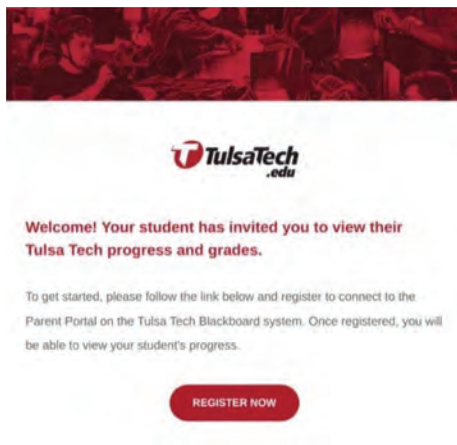 TulsaTech
.edu
Welcome! Your student has invited you to view their
Tulsa Tech progress and grades.
To get started, please follow the link below and register to connect to the
Parent Portal on the Tulsa Tech Blackboard system. Once registered, you will
be able to view your student's progress.
REGISTER NOW